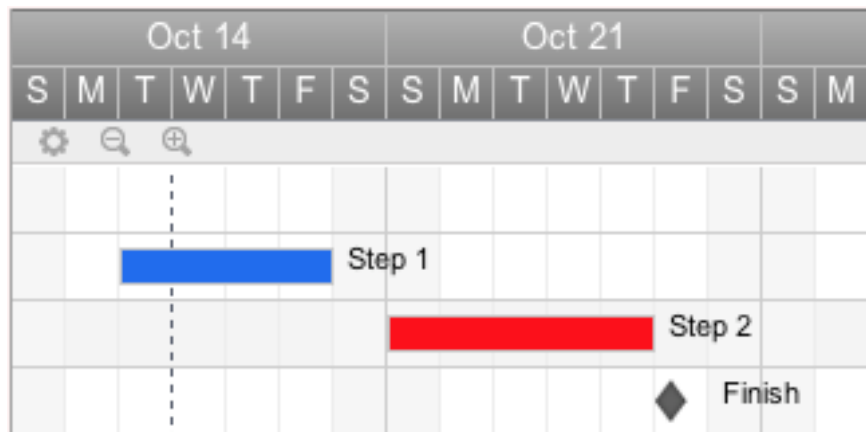 Oct 14 Oct 21
S M T W T F S S M T W T F S S M
Step 1
Step 2
Finish